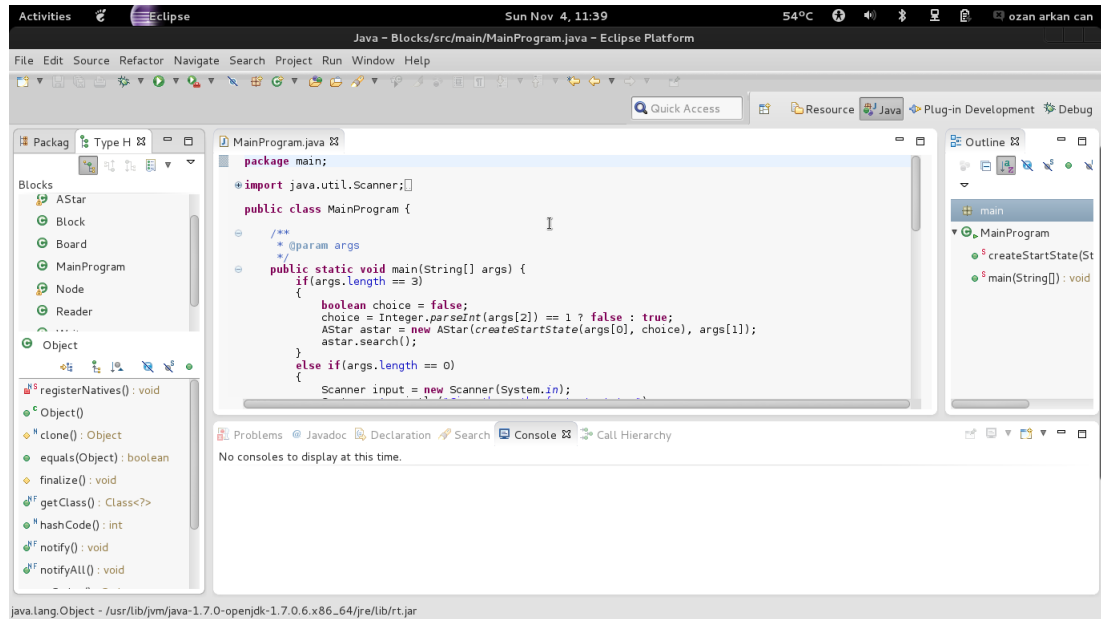 Activities Eclipse Sun Nov 4, 11:39 54°C ozan arkan can
Java – Blocks/src/main/MainProgram.java – Eclipse Platform
File Edit Source Refactor Navigate Search Project Run Window Help
Quick Access Resource Java Plug-in Development Debug
Packag Type H
Blocks
AStar
Block
Board
MainProgram
Node
Reader
Object
registerNatives() : void
Object()
clone() : Object
equals(Object) : boolean
finalize() : void
getClass() : Class<?>
hashCode() : int
notify() : void
notifyAll() : void
MainProgram.java
package main;
import java.util.Scanner;
public class MainProgram {
/**
* @param args
*/
public static void main(String[] args) {
if(args.length == 3)
{
boolean choice = false;
choice = Integer.parseInt(args[2]) == 1 ? false : true;
AStar astar = new AStar(createStartState(args[0], choice), args[1]);
astar.search();
}
else if(args.length == 0)
{
Scanner input = new Scanner(System.in);
Outline
main
MainProgram
createStartState(St
main(String[]) : void
Problems Javadoc Declaration Search Console Call Hierarchy
No consoles to display at this time.
java.lang.Object - /usr/lib/jvm/java-1.7.0-openjdk-1.7.0.6.x86_64/jre/lib/rt.jar